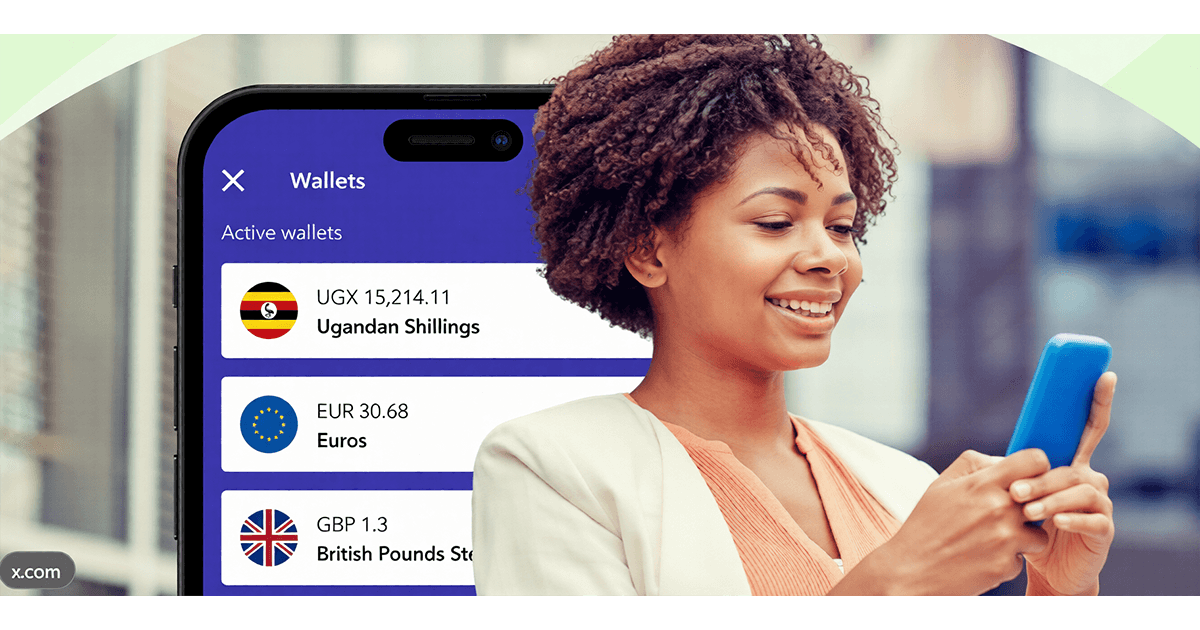 Wallets
Active wallets
UGX 15,214.11
Ugandan Shillings
EUR 30.68
Euros
GBP 1.3
British Pounds
x.com